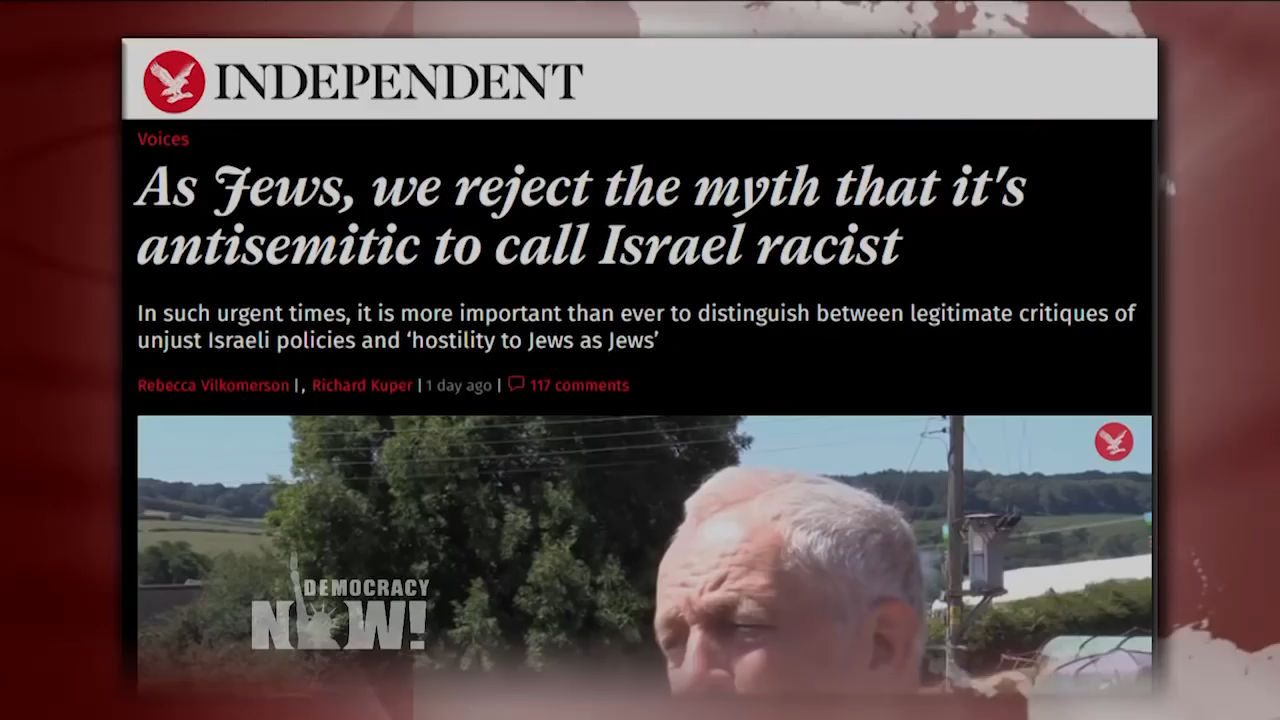 INDEPENDENT
Voices
As Jews, we reject the myth that it's
antisemitic to call Israel racist
In such urgent times, it is more important than ever to distinguish between legitimate critiques of
unjust Israeli policies and ‘hostility to Jews as Jews’
Rebecca Vilkomerson |, Richard Kuper | 1 day ago | 117 comments
DEMOCRACY
NOW!